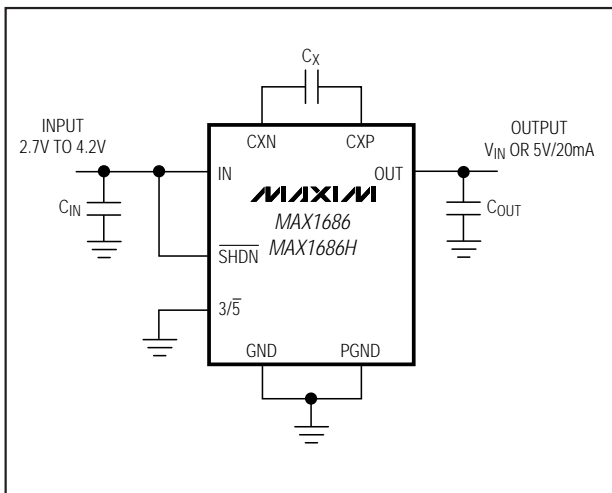 CX
CXN CXP
INPUT
2.7V TO 4.2V
OUTPUT
VIN OR 5V/20mA
IN
OUT
MAXIM
CIN
COUT
MAX1686
MAX1686H
SHDN
3/5
GND PGND